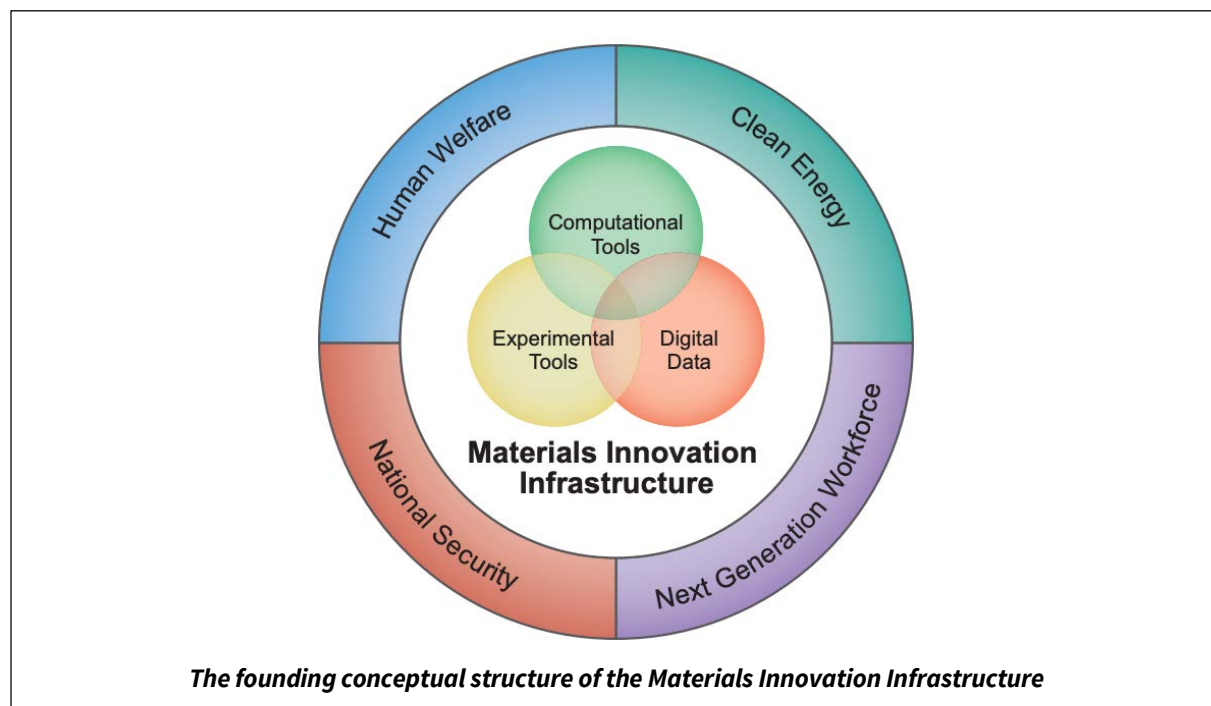 Human Welfare
Clean Energy
Computational
Tools
Experimental
Tools
Digital
Data
Materials Innovation
Infrastructure
National Security
Next Generation Workforce
The founding conceptual structure of the Materials Innovation Infrastructure